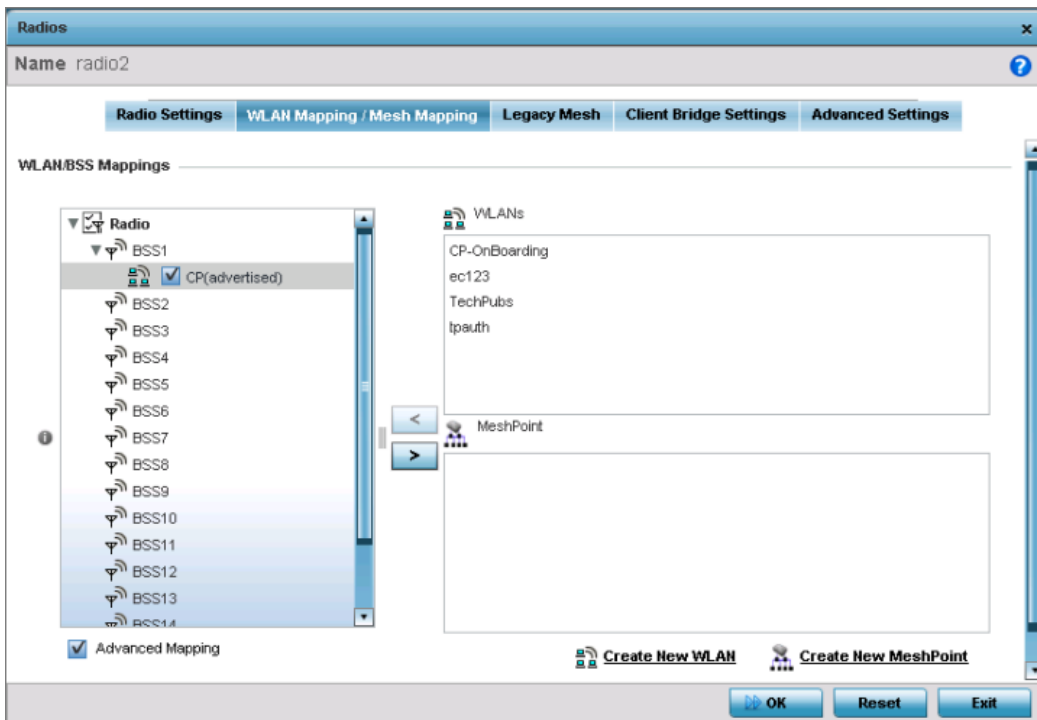 Radios
Name radio2
Radio Settings WLAN Mapping / Mesh Mapping Legacy Mesh Client Bridge Settings Advanced Settings
WLAN/BSS Mappings
Radio
BSS1
CP(advertised)
BSS2
BSS3
BSS4
BSS5
BSS6
BSS7
BSS8
BSS9
BSS10
BSS11
BSS12
BSS13
BSS14
Advanced Mapping
<
>
WLANs
CP-OnBoarding
ec123
TechPubs
tpauth
MeshPoint
Create New WLAN Create New MeshPoint
OK Reset Exit